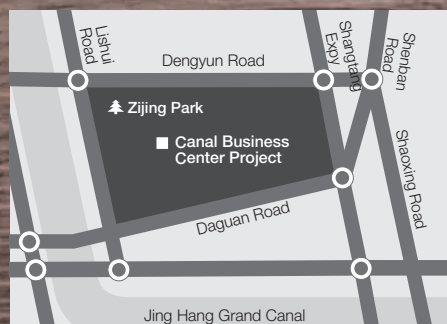 Lishui
Road
Dengyun Road
Shangtang
Expy
Shenban
Road
Zijing Park
Canal Business
Center Project
Shaoxing Road
Daguan Road
Jing Hang Grand Canal